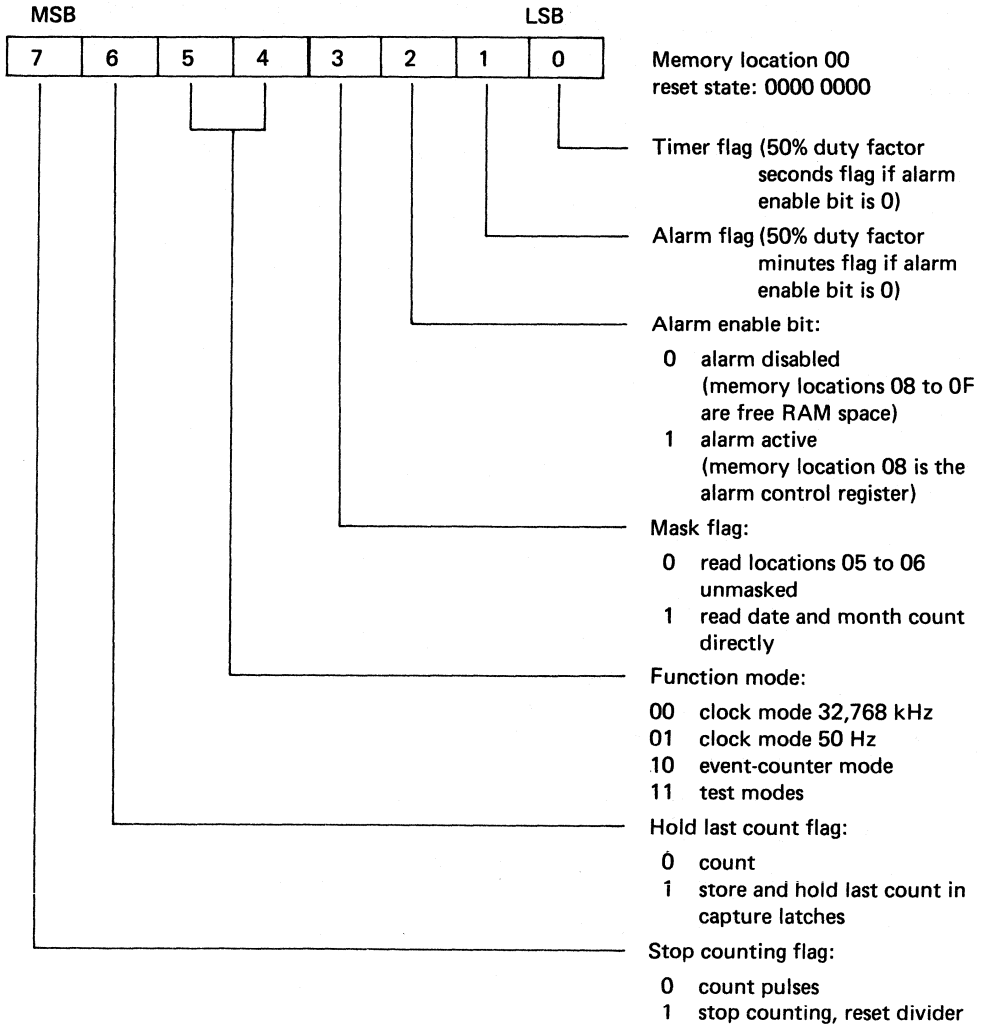 MSB LSB
7 6 5 4 3 2 1 0
Memory location 00
reset state: 0000 0000
Timer flag (50% duty factor
seconds flag if alarm
enable bit is 0)
Alarm flag (50% duty factor
minutes flag if alarm
enable bit is 0)
Alarm enable bit:
0 alarm disabled
(memory locations 08 to 0F
are free RAM space)
1 alarm active
(memory location 08 is the
alarm control register)
Mask flag:
0 read locations 05 to 06
unmasked
1 read date and month count
directly
Function mode:
00 clock mode 32,768 kHz
01 clock mode 50 Hz
10 event-counter mode
11 test modes
Hold last count flag:
0 count
1 store and hold last count in
capture latches
Stop counting flag:
0 count pulses
1 stop counting, reset divider